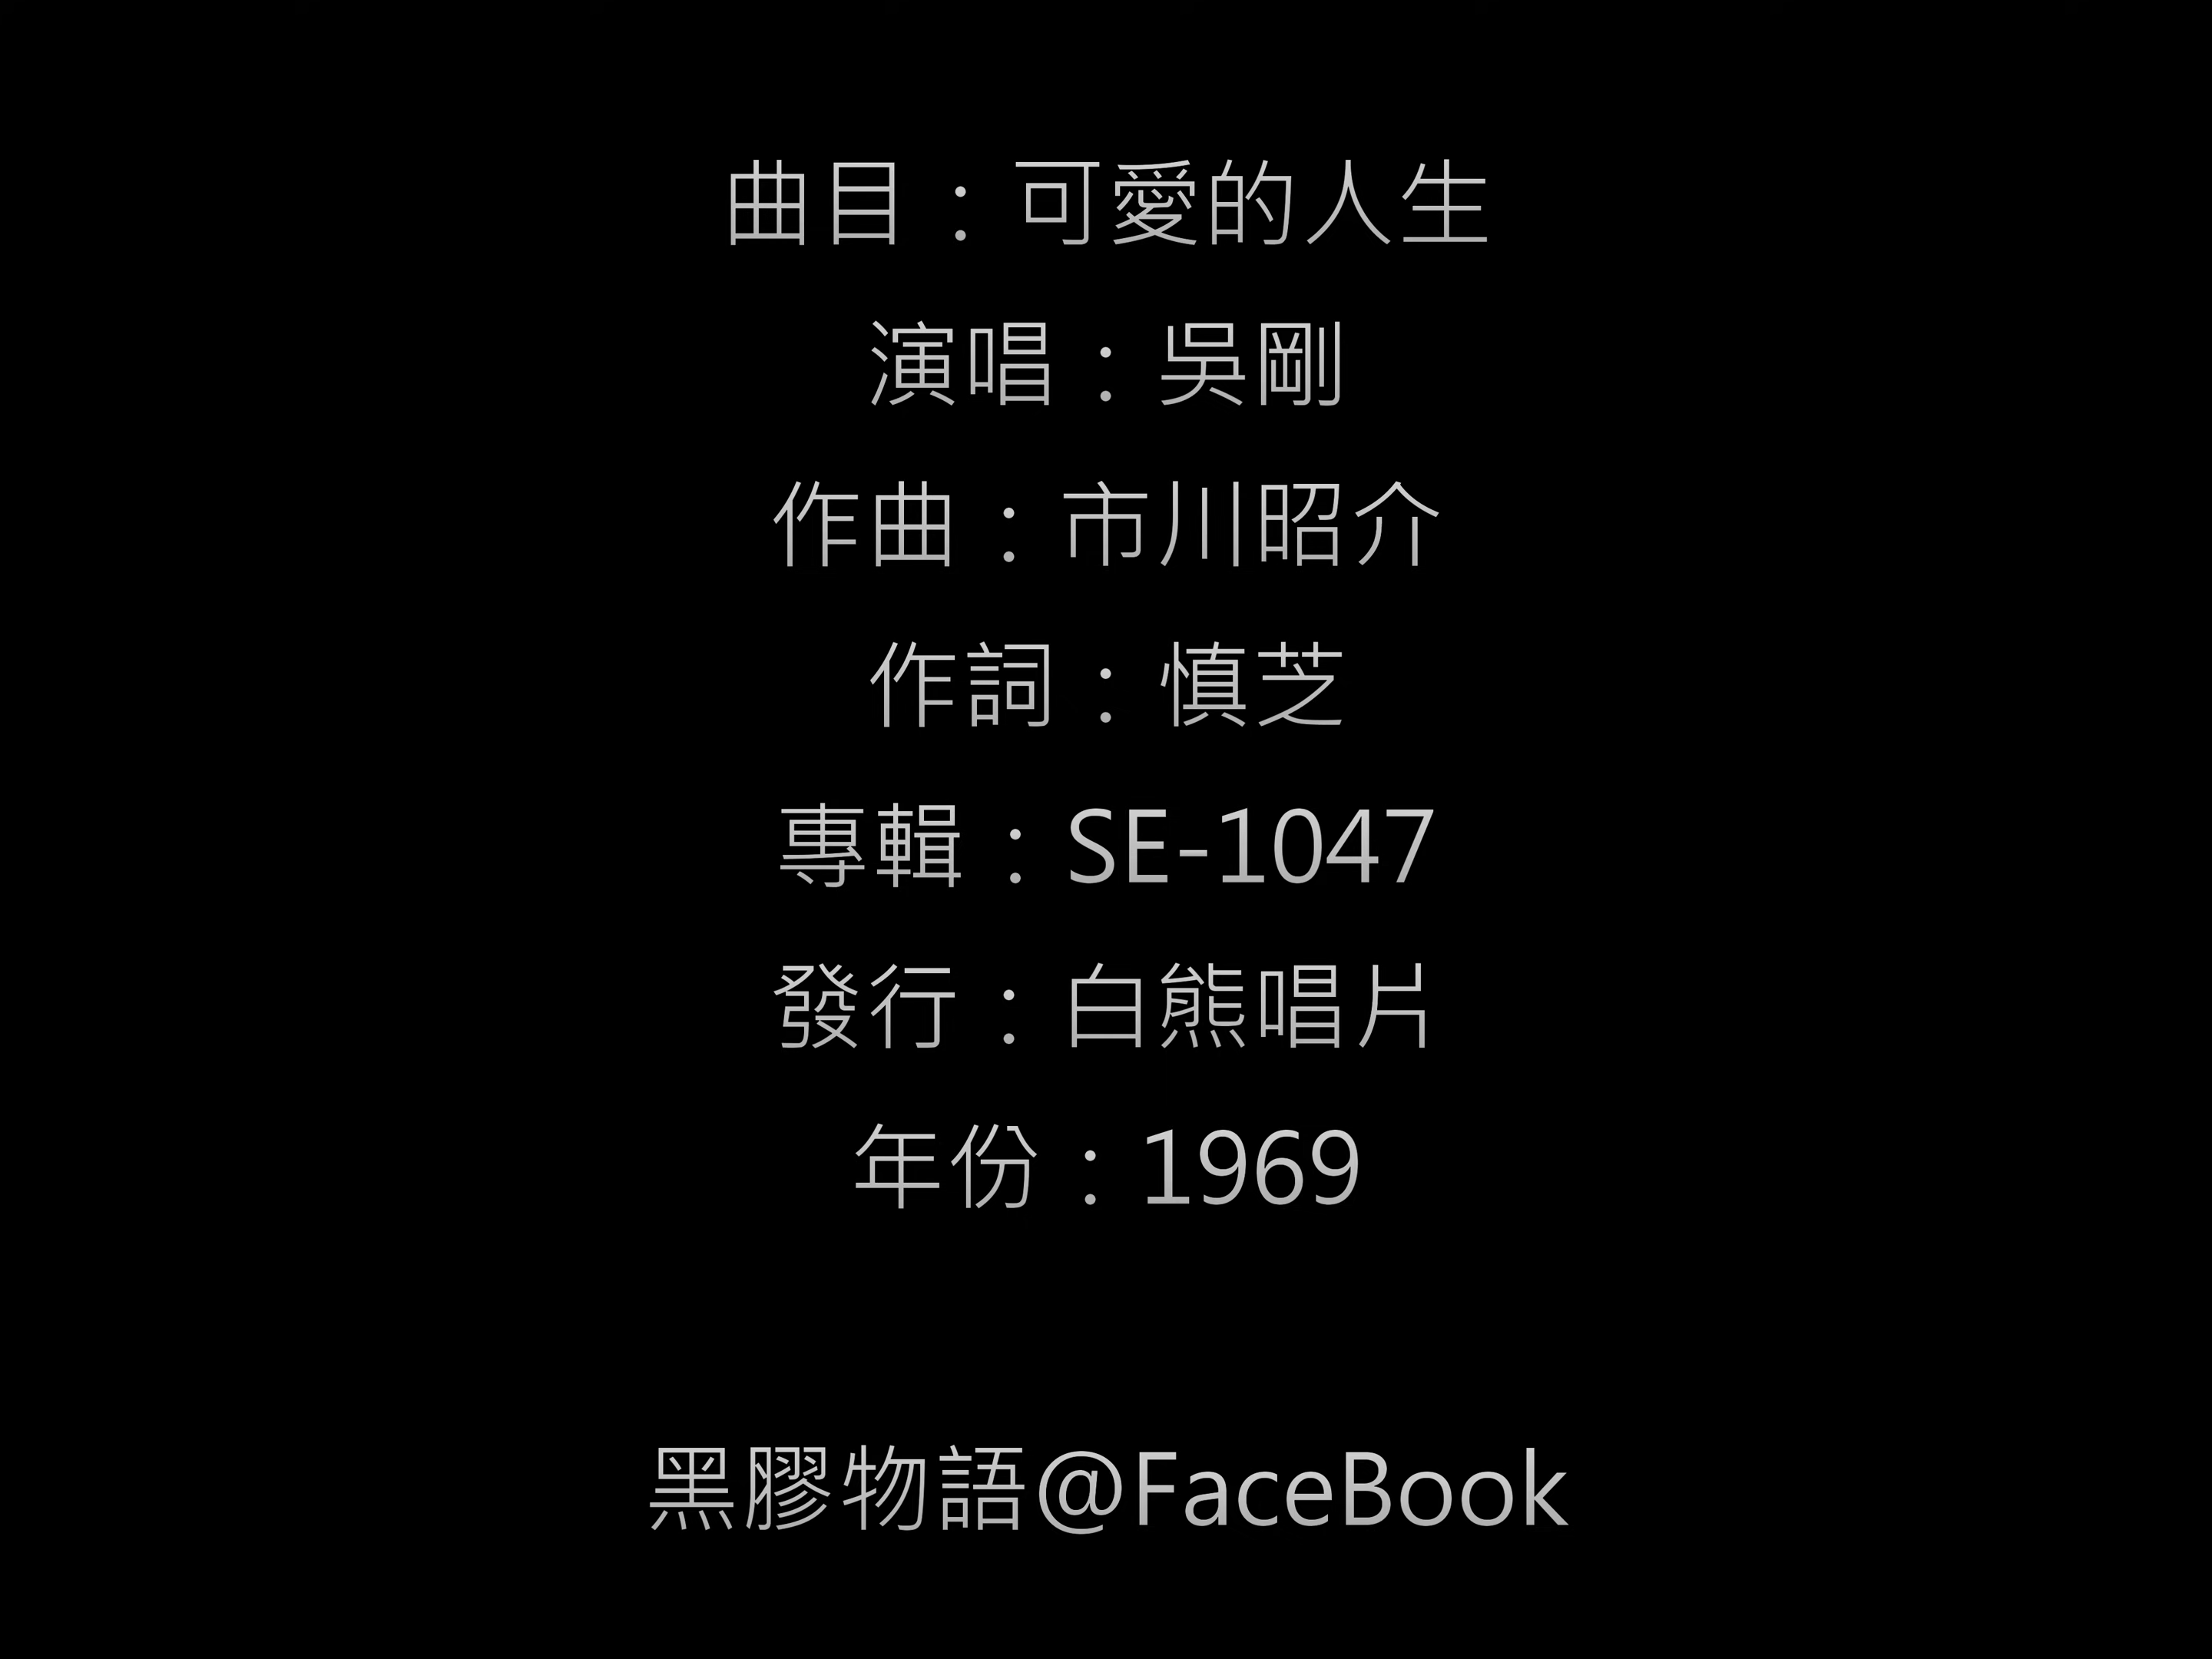 曲目：可愛的人生
演唱：吳剛
作曲：市川昭介
作詞：慎芝
專輯：SE-1047
發行：白熊唱片
年份：1969
黑膠物語@FaceBook